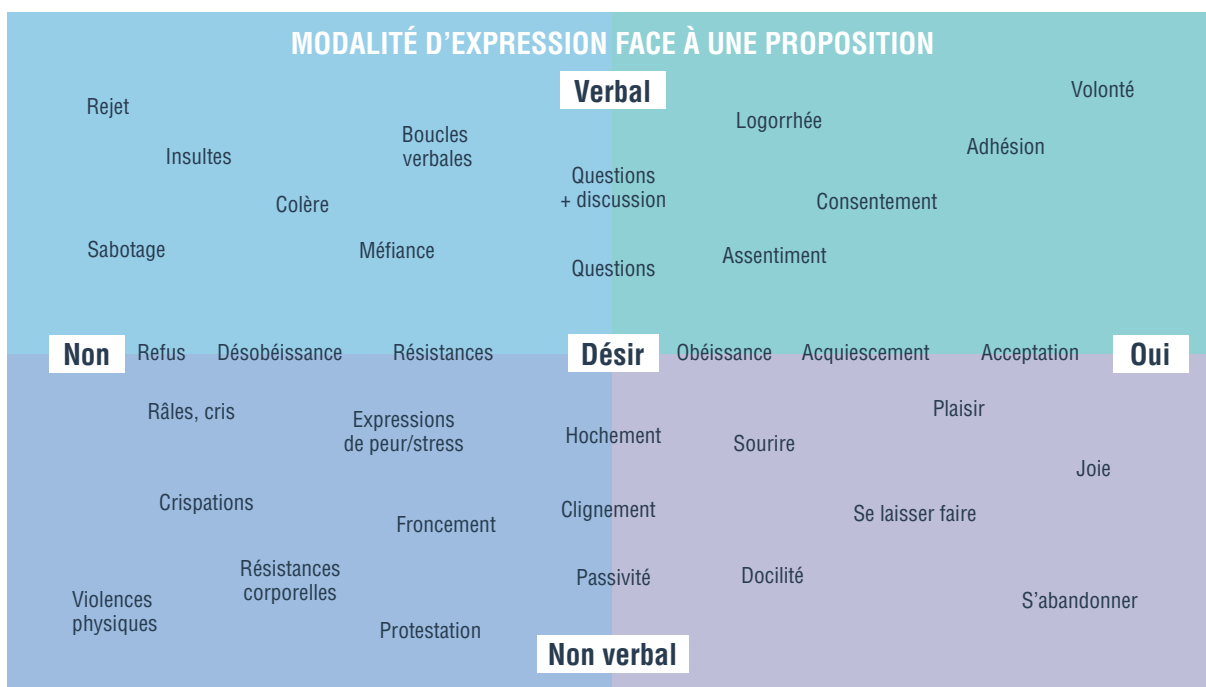 MODALITÉ D'EXPRESSION FACE À UNE PROPOSITION
Verbal
Volonté
Rejet
Logorrhée
Boucles
verbales
Adhésion
Insultes
Questions
+ discussion
Colère
Consentement
Sabotage
Méfiance
Questions
Assentiment
Non
Refus
Désobéissance
Résistances
Désir
Obéissance
Acquiescement
Acceptation
Oui
Râles, cris
Expressions
de peur/stress
Hochement
Sourire
Plaisir
Joie
Crispations
Froncement
Clignement
Se laisser faire
Résistances
corporelles
Passivité
Docilité
Violences
physiques
S'abandonner
Protestation
Non verbal